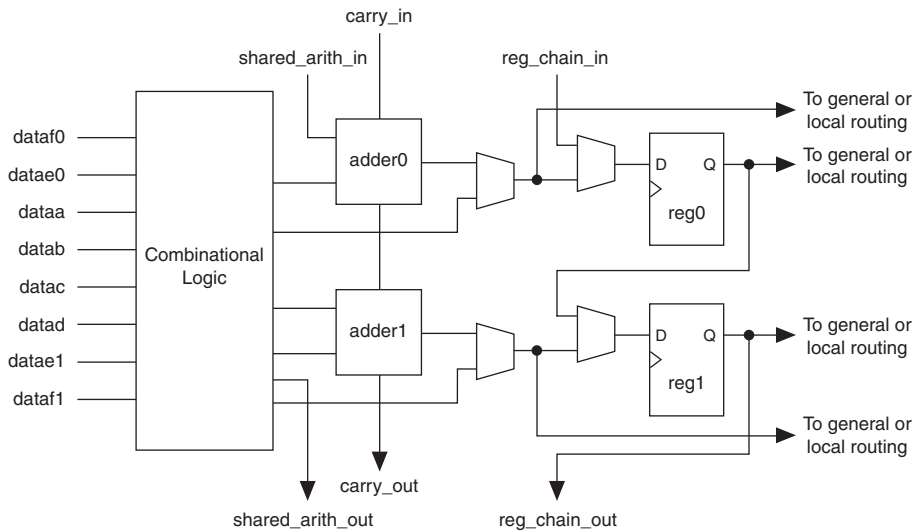 carry_in
shared_arith_in
reg_chain_in
To general or
local routing
dataf0
datae0
dataa
datab
datac
datad
datae1
dataf1
Combinational
Logic
adder0
D
Q
reg0
To general or
local routing
adder1
D
Q
reg1
To general or
local routing
To general or
local routing
carry_out
shared_arith_out
reg_chain_out